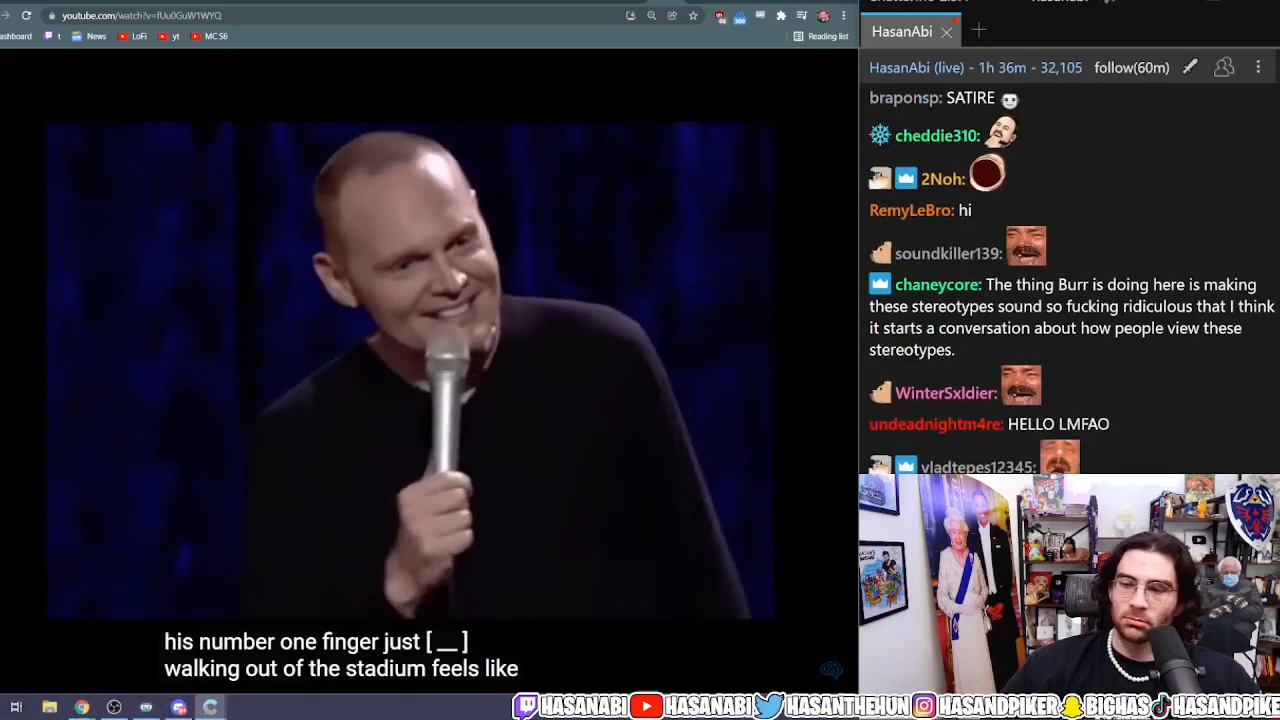 youtube.com/watch?v=fUu0GuW1WYQ
66
360
ashboard
t
News
LoFi
yt
MC S6
Reading list
HasanAbi
HasanAbi (live) - 1h 36m - 32,105
follow(60m)
braponsp: SATIRE
cheddie310:
2Noh:
RemyLeBro: hi
soundkiller139:
chaneycore: The thing Burr is doing here is making
these stereotypes sound so fucking ridiculous that I think
it starts a conversation about how people view these
stereotypes.
WinterSxldier:
undeadnightm4re: HELLO LMFAO
vladtepes12345:
his number one finger just [ __ ]
walking out of the stadium feels like
HASANABI HASANABI HASANTHEHUN HASANDPIKER BIGHAS HASANDPIKE